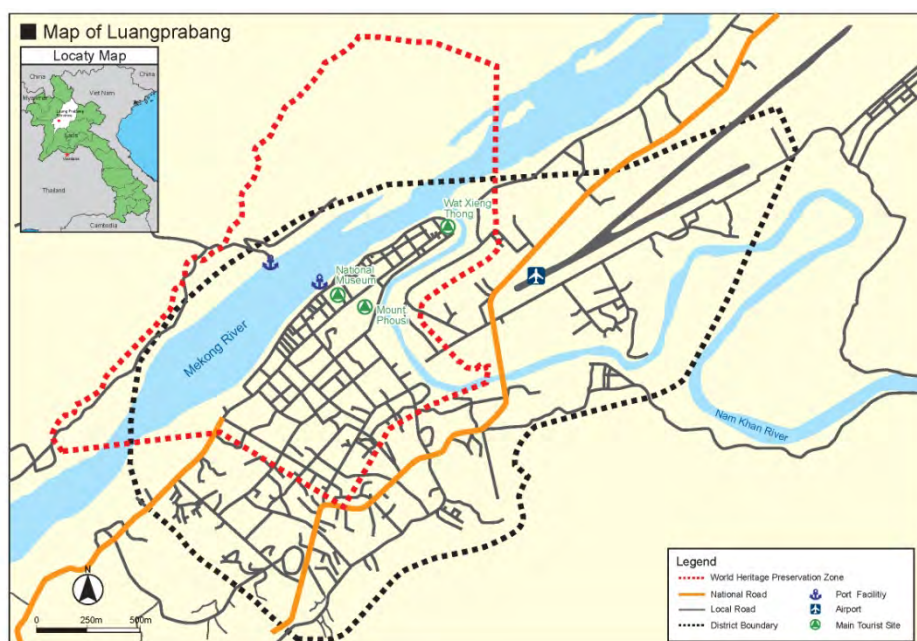 Map of Luangprabang
Locaty Map
China
China
Myanmar
Viet Nam
Laos
Thailand
Cambodia
Wat Xieng
Thong
National
Museum
Mount
Phousi
Mekong River
Nam Khan River
N
0 250m 500m
Legend
World Heritage Preservation Zone
National Road
Local Road
District Boundary
Port Facilitiy
Airport
Main Tourist Site